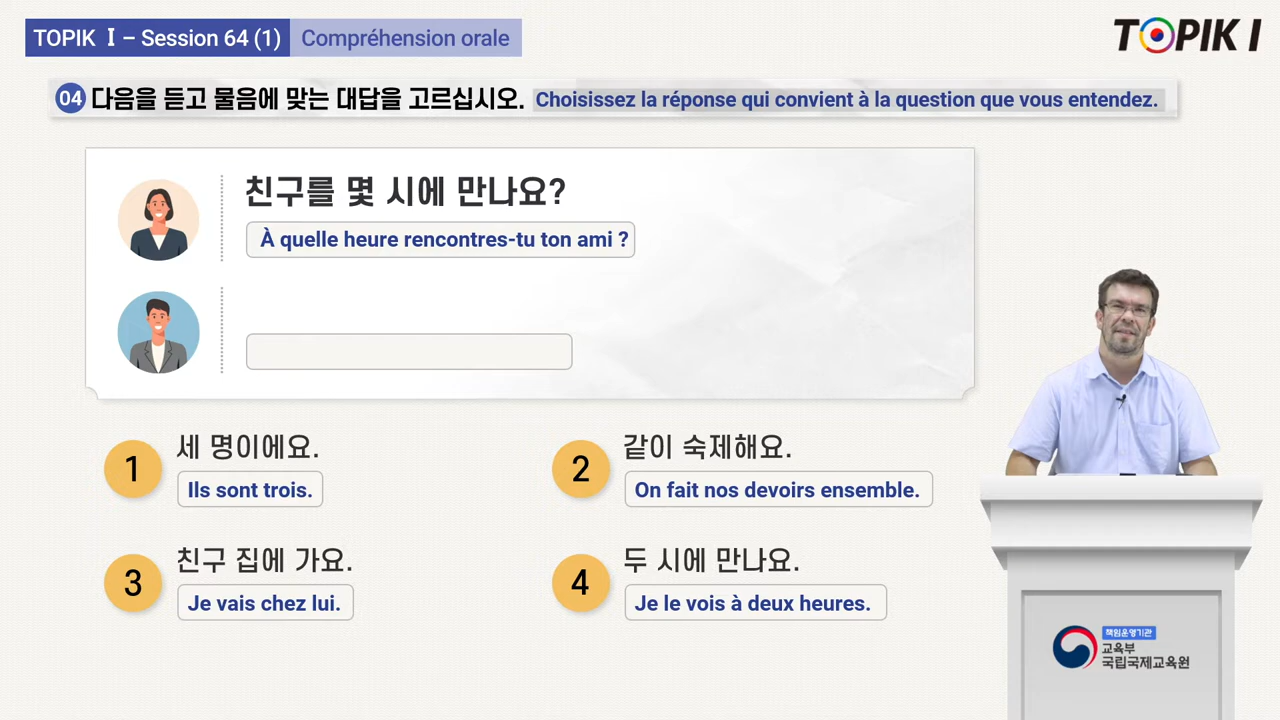 TOPIK Ⅰ – Session 64 (1) Compréhension orale
TOPIK I
04 다음을 듣고 물음에 맞는 대답을 고르십시오. Choisissez la réponse qui convient à la question que vous entendez.
친구를 몇 시에 만나요?
À quelle heure rencontres-tu ton ami ?
1 세 명이에요.
Ils sont trois.
2 같이 숙제해요.
On fait nos devoirs ensemble.
3 친구 집에 가요.
Je vais chez lui.
4 두 시에 만나요.
Je le vois à deux heures.
책임운영기관
교육부
국립국제교육원